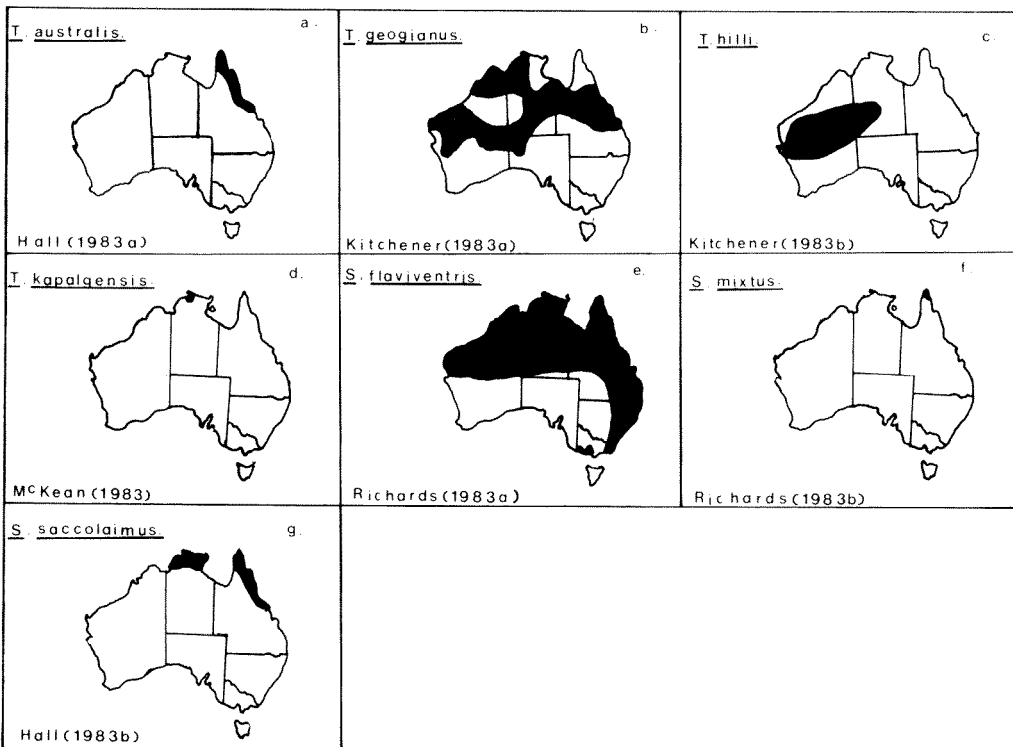 T. australis.
a.
Hall(1983a)
T. geogianus.
b.
Kitchener(1983a)
T. hilli.
c.
Kitchener(1983b)
T. kapalgensis.
d.
McKean(1983)
S. flaviventris.
e.
Richards(1983a)
S. mixtus.
f.
Richards(1983b)
S. saccolaimus.
g.
Hall(1983b)